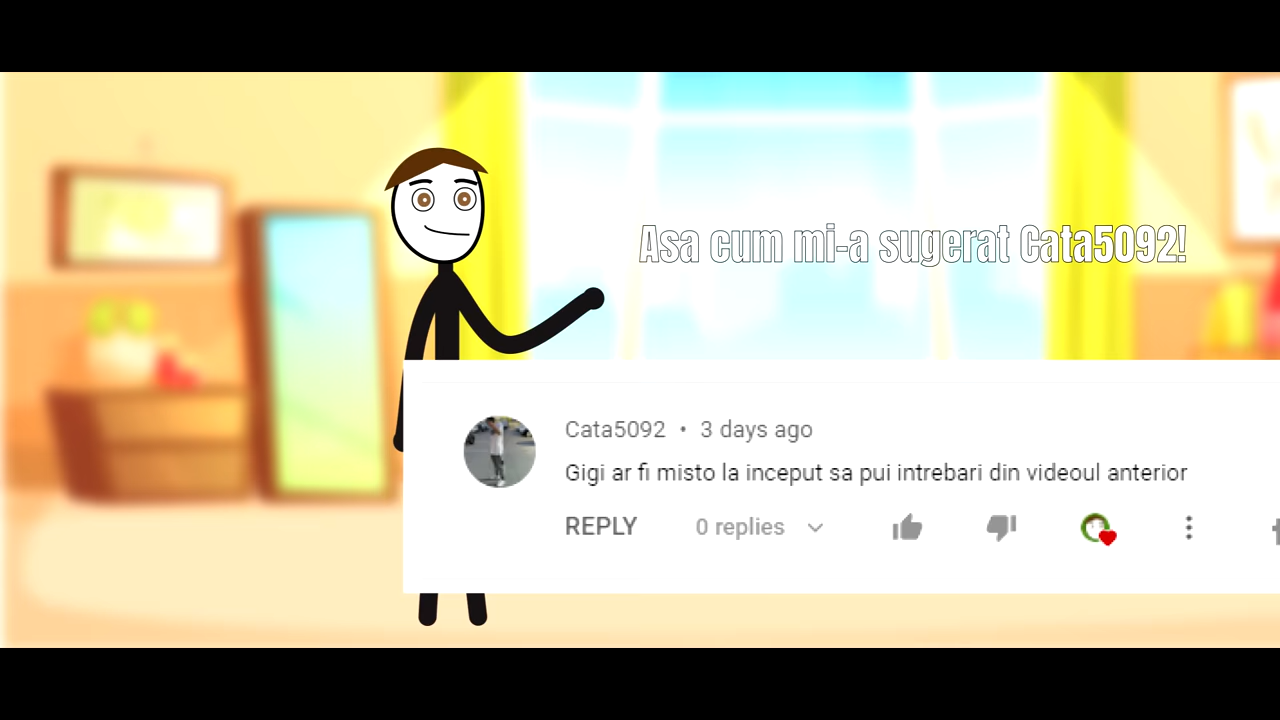 Asa cum mi-a sugerat Cata5092!
Cata5092 • 3 days ago
Gigi ar fi misto la inceput sa pui intrebari din videoul anterior
REPLY 0 replies